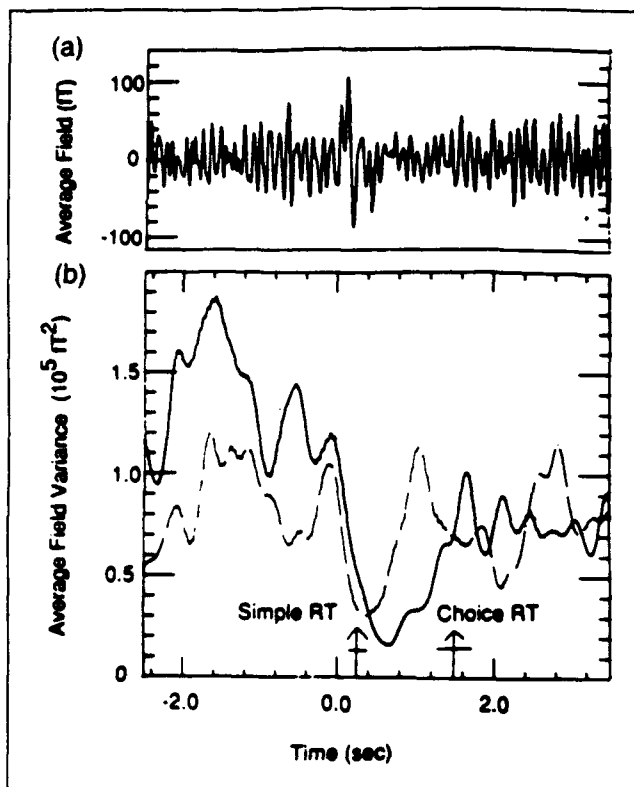 (a)
Average Field (fT)
100
0
-100
(b)
Average Field Variance (10⁵ fT²)
1.5
1.0
0.5
0
Simple RT
Choice RT
-2.0
0.0
2.0
Time (sec)